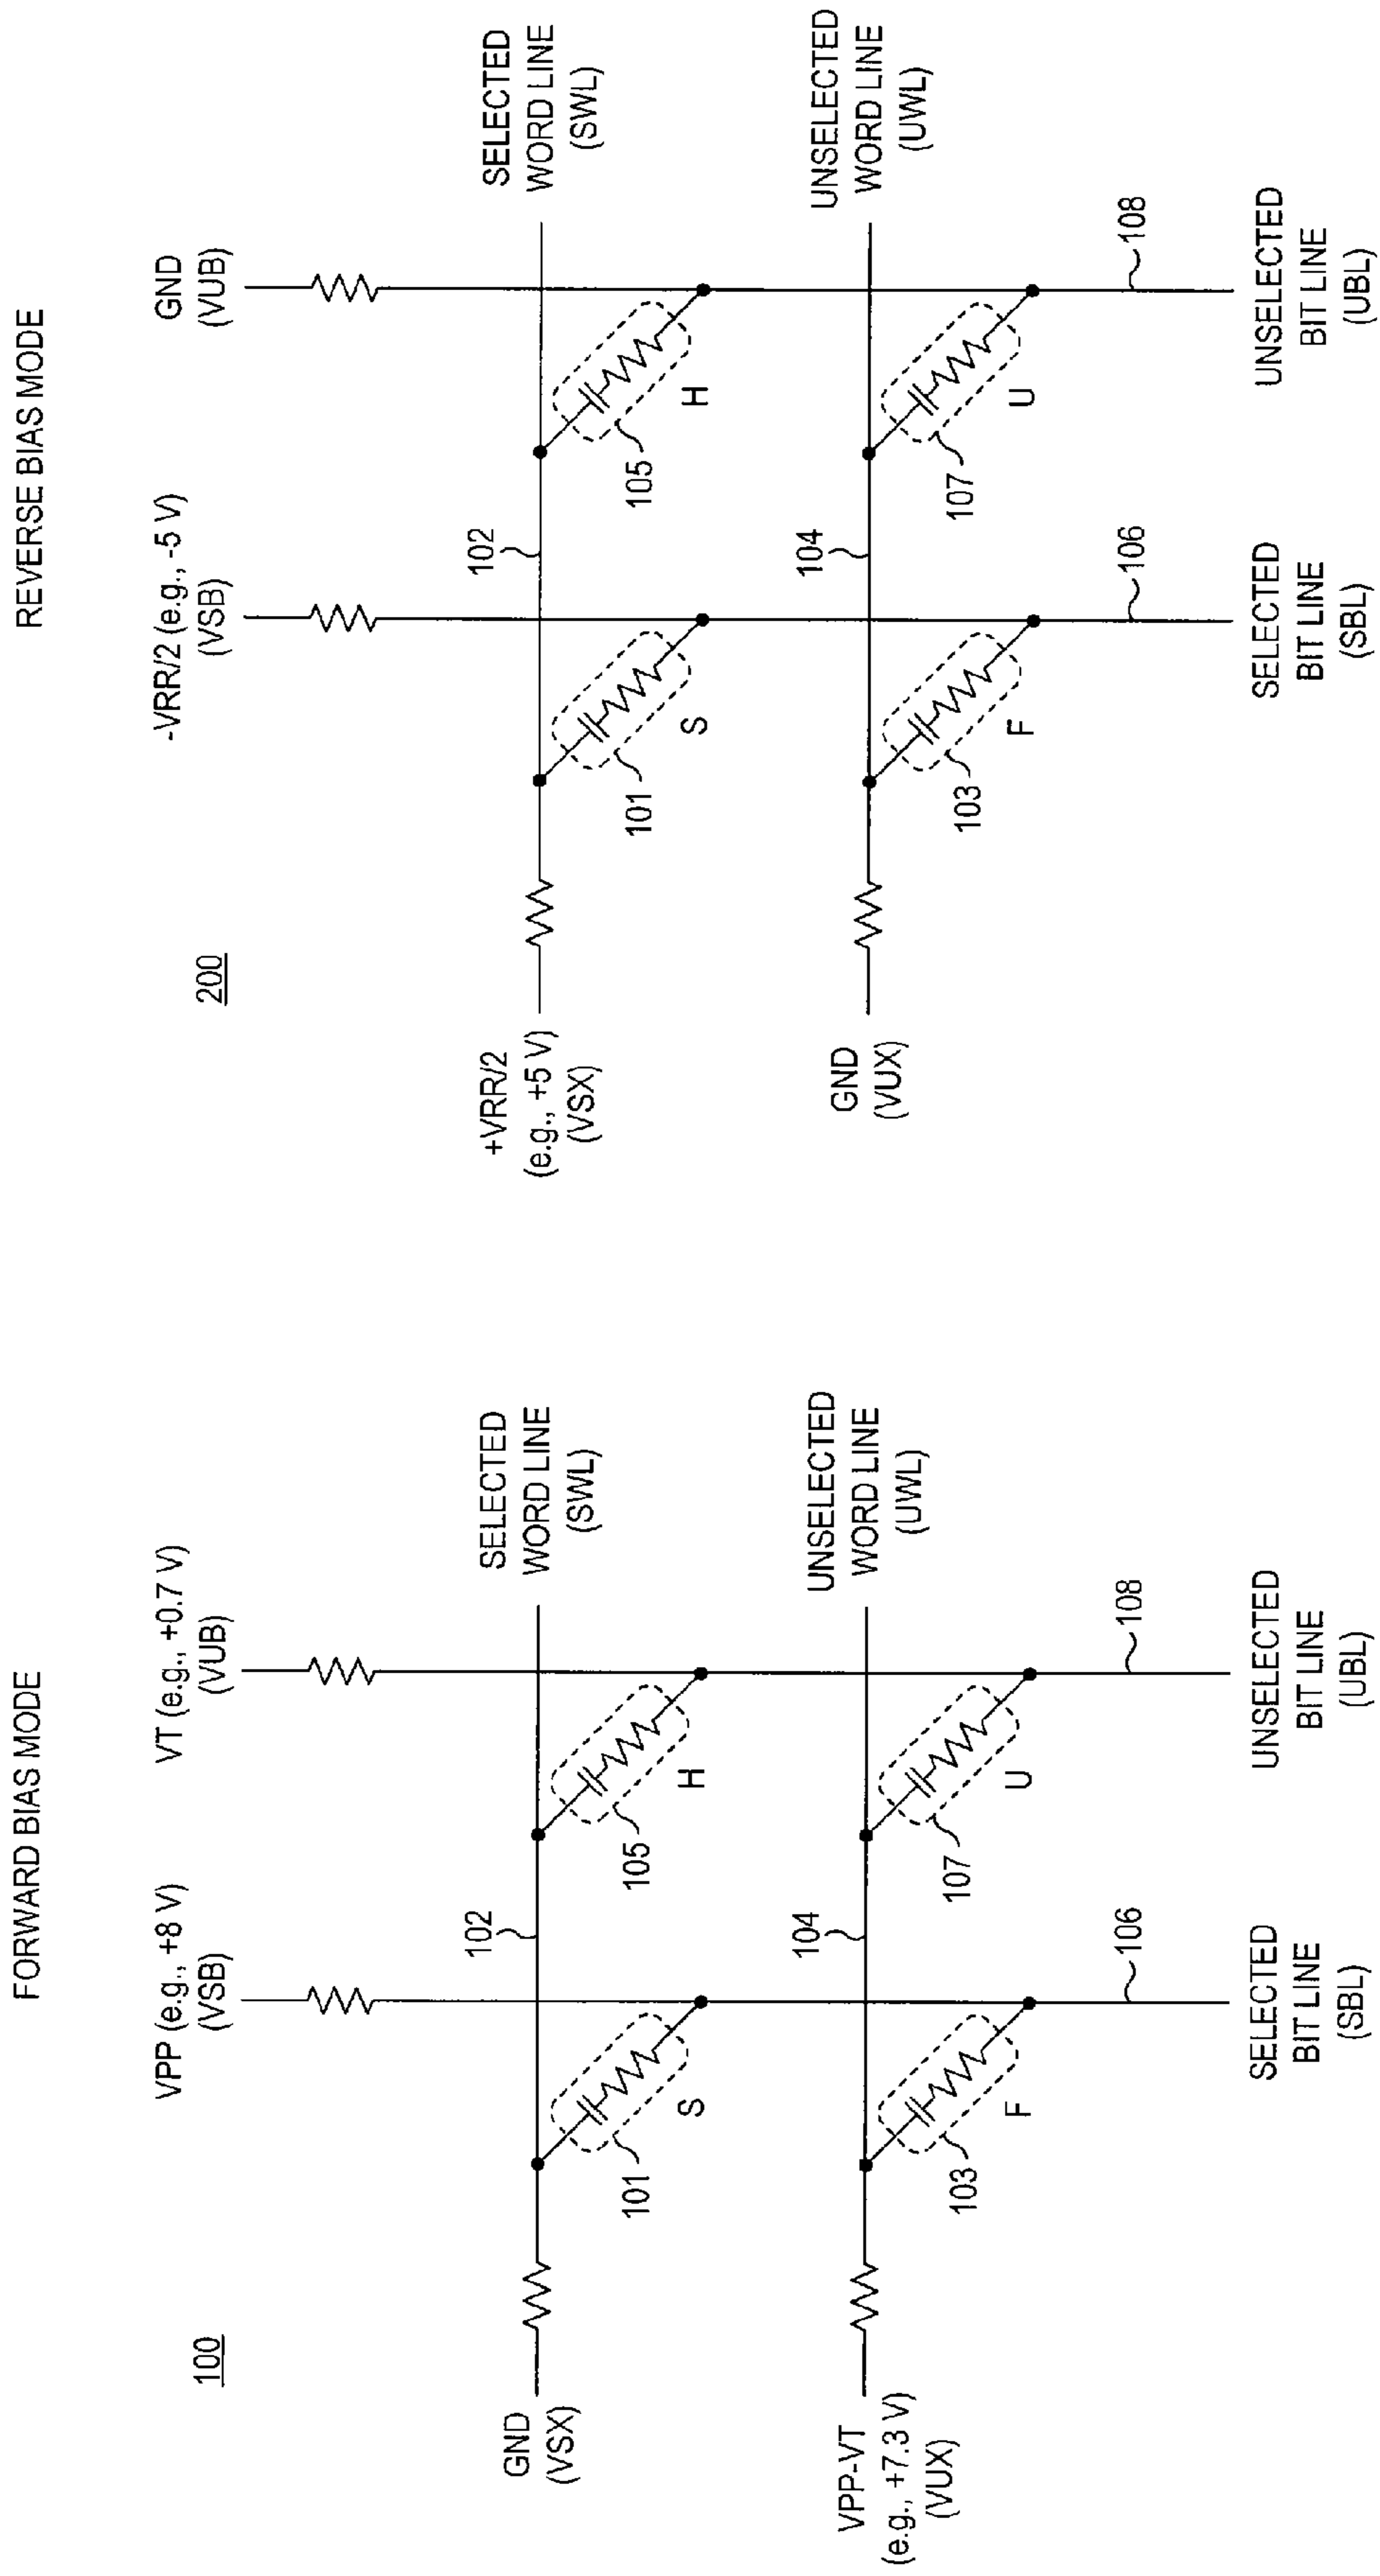 FORWARD BIAS MODE
100
VPP (e.g., +8 V)
(VSB)
VT (e.g., +0.7 V)
(VUB)
GND
(VSX)
102
SELECTED
WORD LINE
(SWL)
101
S
105
H
VPP-VT
(e.g., +7.3 V)
(VUX)
104
UNSELECTED
WORD LINE
(UWL)
103
F
107
U
106
108
SELECTED
BIT LINE
(SBL)
UNSELECTED
BIT LINE
(UBL)
REVERSE BIAS MODE
200
-VRR/2 (e.g., -5 V)
(VSB)
GND
(VUB)
+VRR/2
(e.g., +5 V)
(VSX)
102
SELECTED
WORD LINE
(SWL)
101
S
105
H
GND
(VUX)
104
UNSELECTED
WORD LINE
(UWL)
103
F
107
U
106
108
SELECTED
BIT LINE
(SBL)
UNSELECTED
BIT LINE
(UBL)